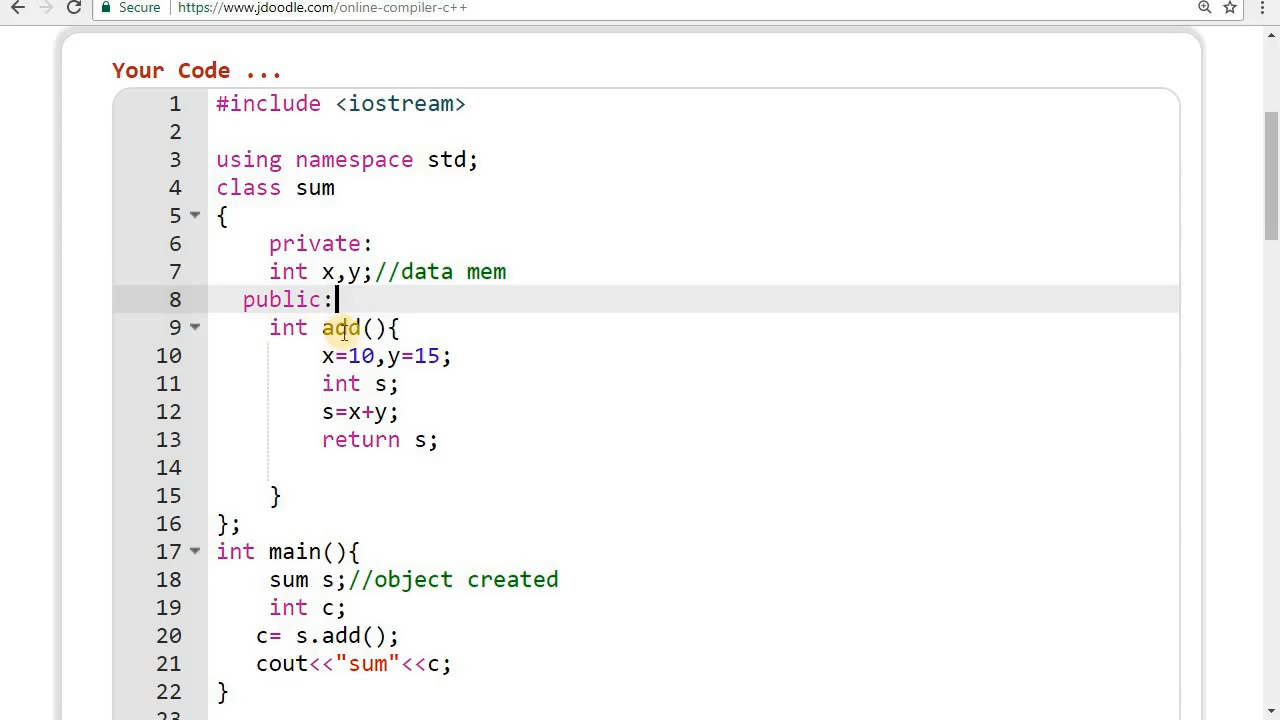 Secure https://www.jdoodle.com/online-compiler-c++
Your Code ...
1 #include <iostream>
2
3 using namespace std;
4 class sum
5 {
6 private:
7 int x,y;//data mem
8 public:
9 int add(){
10 x=10,y=15;
11 int s;
12 s=x+y;
13 return s;
14
15 }
16 };
17 int main(){
18 sum s;//object created
19 int c;
20 c= s.add();
21 cout<<"sum"<<c;
22 }
23